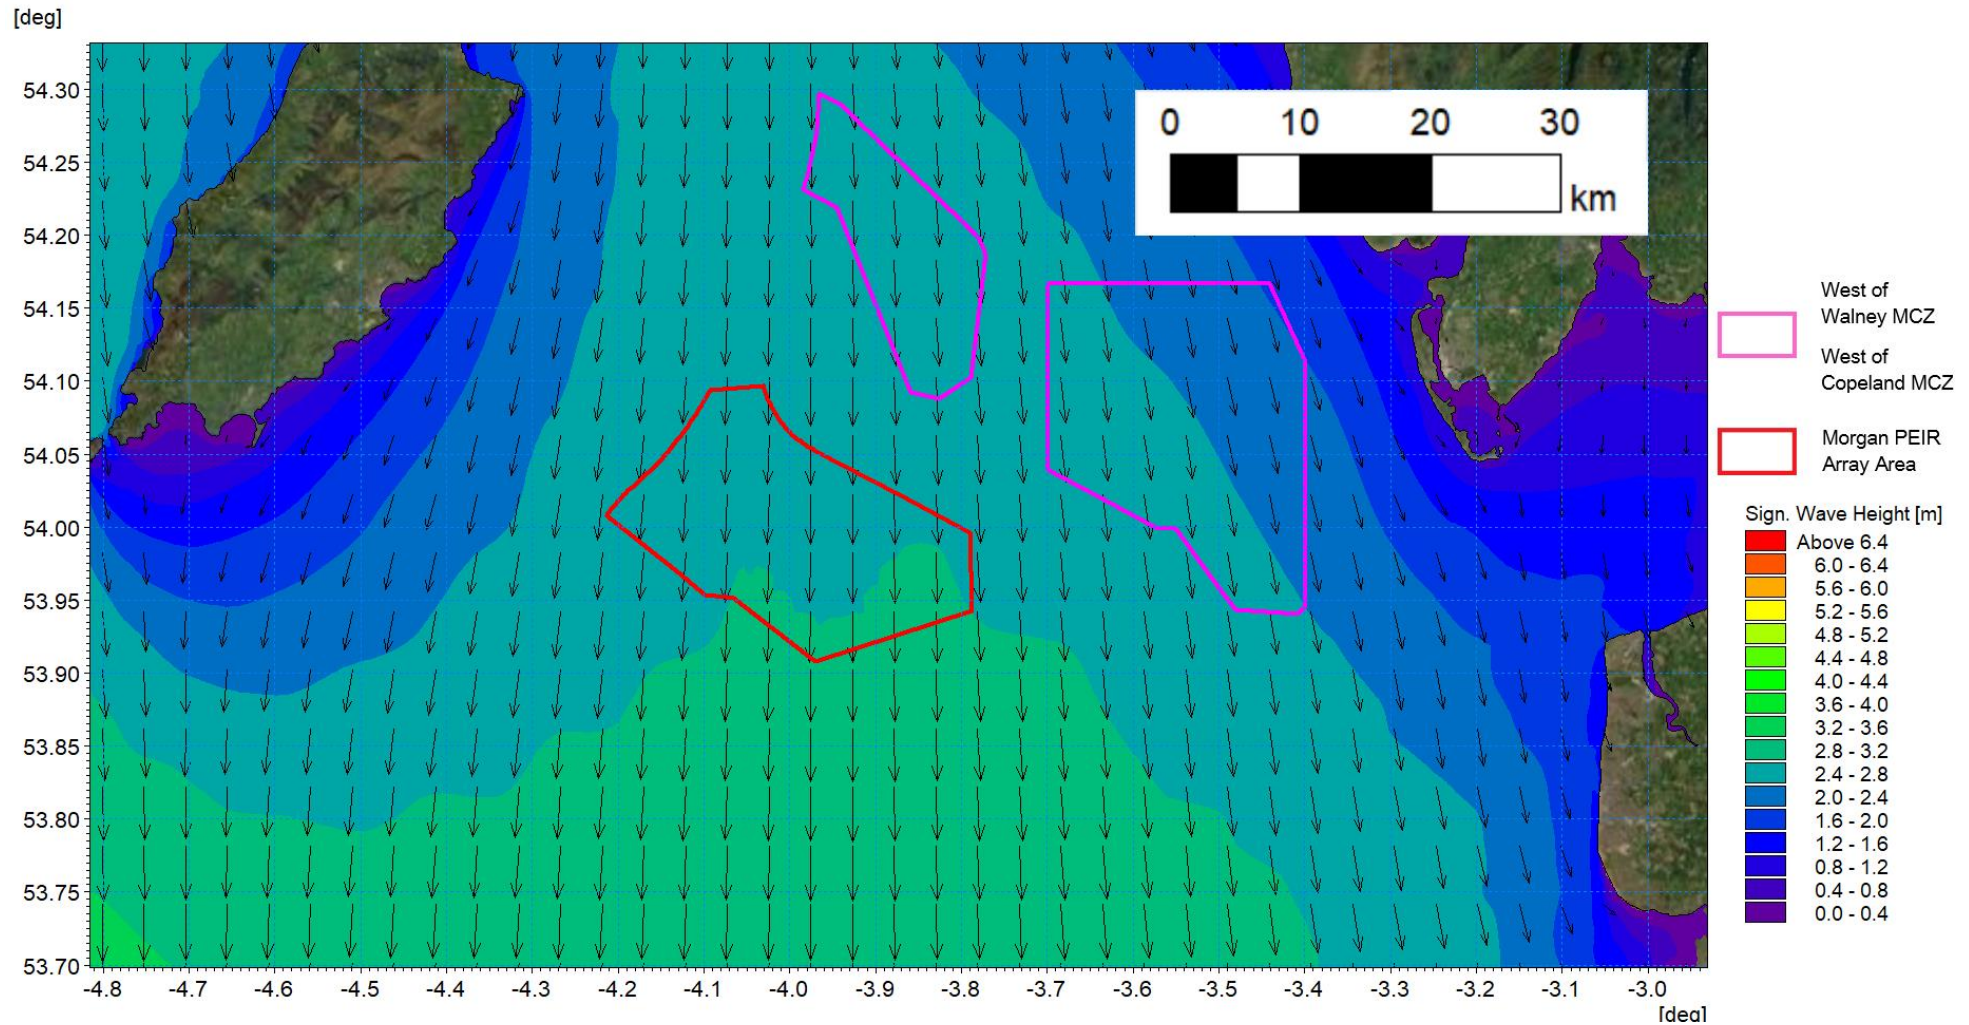 [deg]
54.30
54.25
54.20
54.15
54.10
54.05
54.00
53.95
53.90
53.85
53.80
53.75
53.70
-4.8 -4.7 -4.6 -4.5 -4.4 -4.3 -4.2 -4.1 -4.0 -3.9 -3.8 -3.7 -3.6 -3.5 -3.4 -3.3 -3.2 -3.1 -3.0
[deg]
0 10 20 30
km
West of
Walney MCZ
West of
Copeland MCZ
Morgan PEIR
Array Area
Sign. Wave Height [m]
Above 6.4
6.0 - 6.4
5.6 - 6.0
5.2 - 5.6
4.8 - 5.2
4.4 - 4.8
4.0 - 4.4
3.6 - 4.0
3.2 - 3.6
2.8 - 3.2
2.4 - 2.8
2.0 - 2.4
1.6 - 2.0
1.2 - 1.6
0.8 - 1.2
0.4 - 0.8
0.0 - 0.4